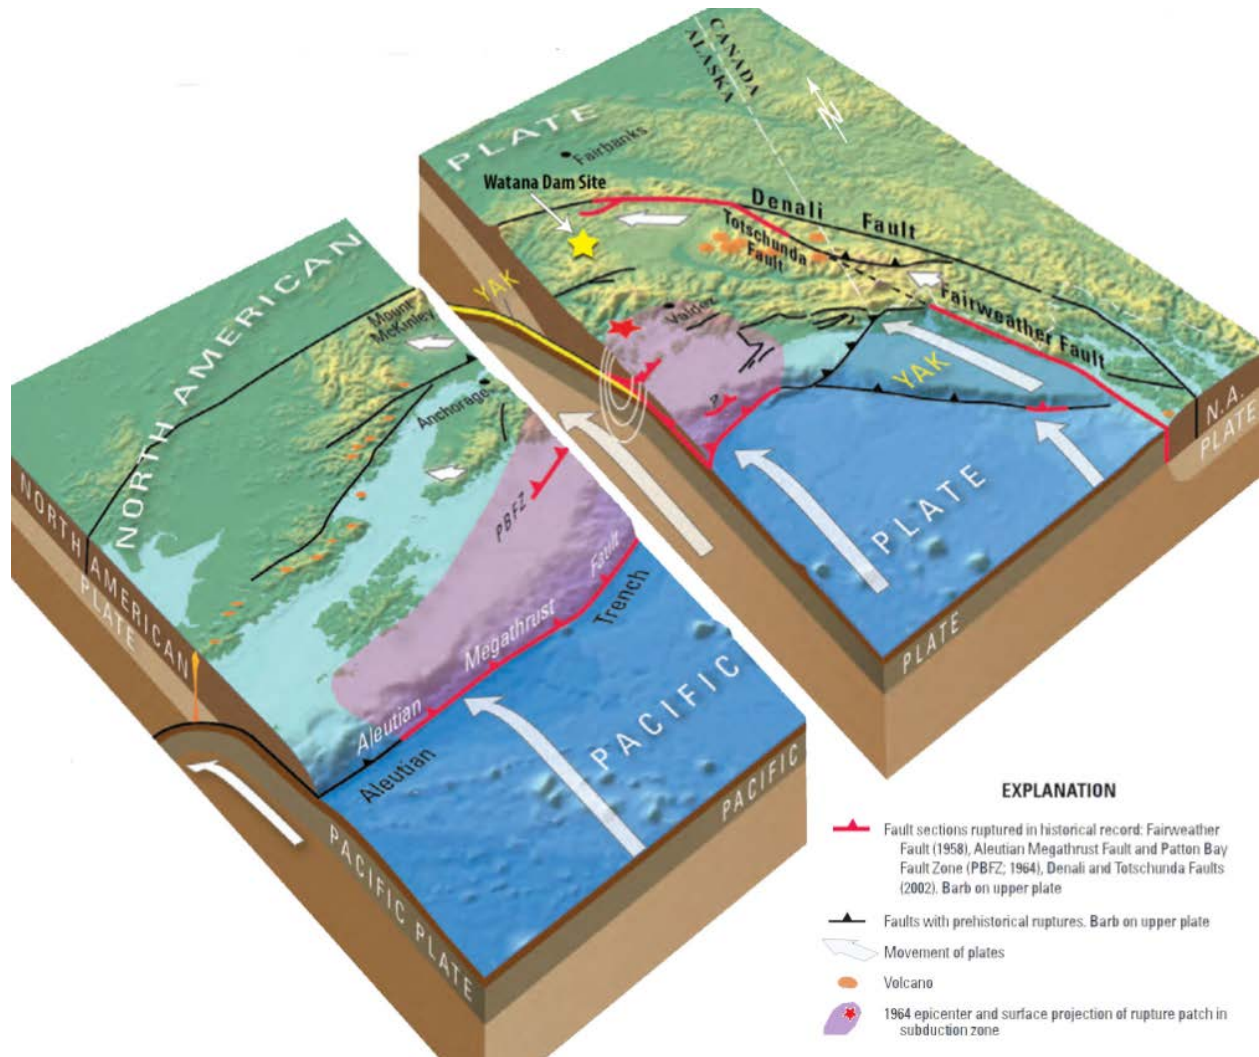 CANADA
ALASKA
N
PLATE
Fairbanks
Watana Dam Site
Denali Fault
Totschunda
Fault
Fairweather Fault
YAK
Valdez
YAK
NORTH AMERICAN
Mount
McKinley
Anchorage
N.A.
PLATE
PBFZ
P
Aleutian Megathrust Fault
Aleutian Trench
PACIFIC
PLATE
NORTH AMERICAN
PLATE
PACIFIC PLATE
PACIFIC
PLATE
EXPLANATION
Fault sections ruptured in historical record: Fairweather
Fault (1958), Aleutian Megathrust Fault and Patton Bay
Fault Zone (PBFZ; 1964), Denali and Totschunda Faults
(2002). Barb on upper plate
Faults with prehistorical ruptures. Barb on upper plate
Movement of plates
Volcano
1964 epicenter and surface projection of rupture patch in
subduction zone